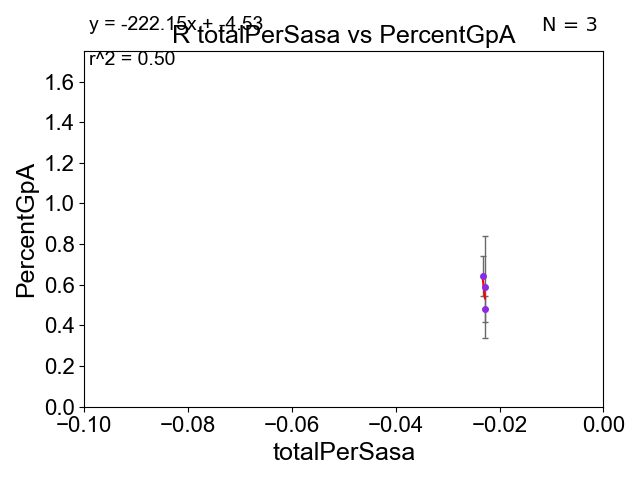 y = -222.15x + -4.53
N = 3
R totalPerSasa vs PercentGpA
r^2 = 0.50
PercentGpA
1.6
1.4
1.2
1.0
0.8
0.6
0.4
0.2
0.0
−0.10
−0.08
−0.06
−0.04
−0.02
0.00
totalPerSasa